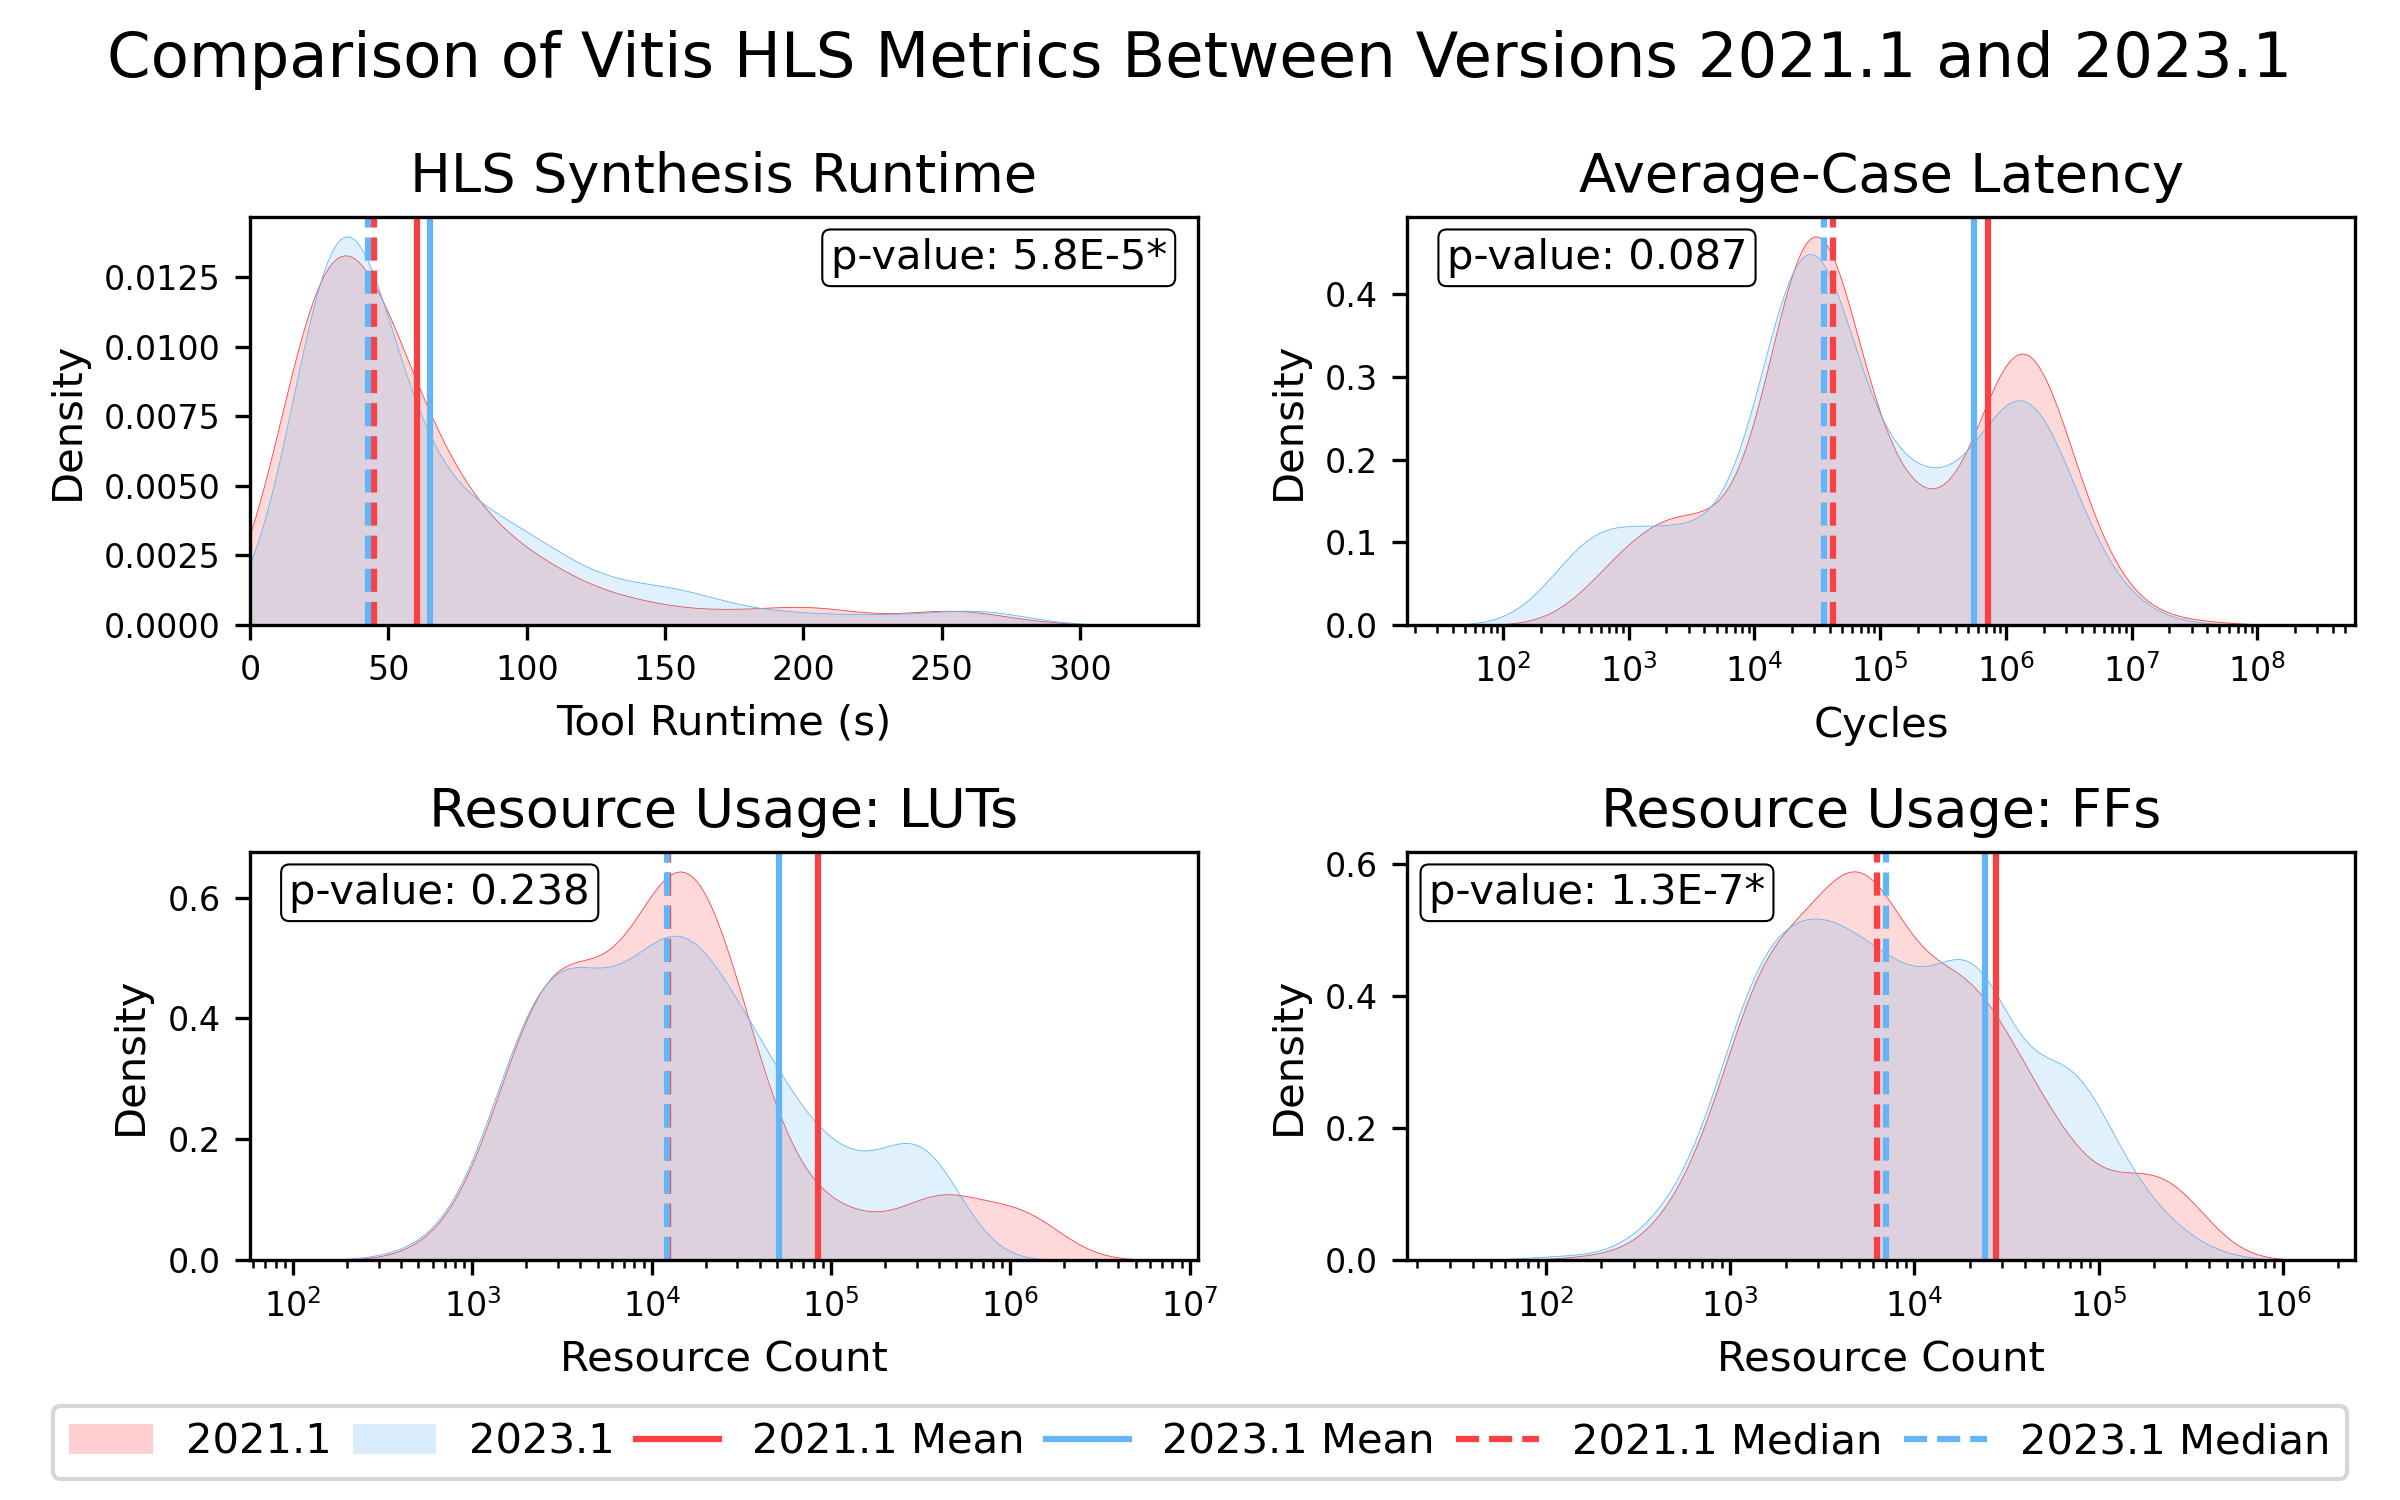 Comparison of Vitis HLS Metrics Between Versions 2021.1 and 2023.1
HLS Synthesis Runtime
p-value: 5.8E-5*
Density
0.0125
0.0100
0.0075
0.0050
0.0025
0.0000
0 50 100 150 200 250 300
Tool Runtime (s)
Average-Case Latency
p-value: 0.087
Density
0.4
0.3
0.2
0.1
0.0
10² 10³ 10⁴ 10⁵ 10⁶ 10⁷ 10⁸
Cycles
Resource Usage: LUTs
p-value: 0.238
Density
0.6
0.4
0.2
0.0
10² 10³ 10⁴ 10⁵ 10⁶ 10⁷
Resource Count
Resource Usage: FFs
p-value: 1.3E-7*
Density
0.6
0.4
0.2
0.0
10² 10³ 10⁴ 10⁵ 10⁶
Resource Count
2021.1 2023.1 2021.1 Mean 2023.1 Mean 2021.1 Median 2023.1 Median